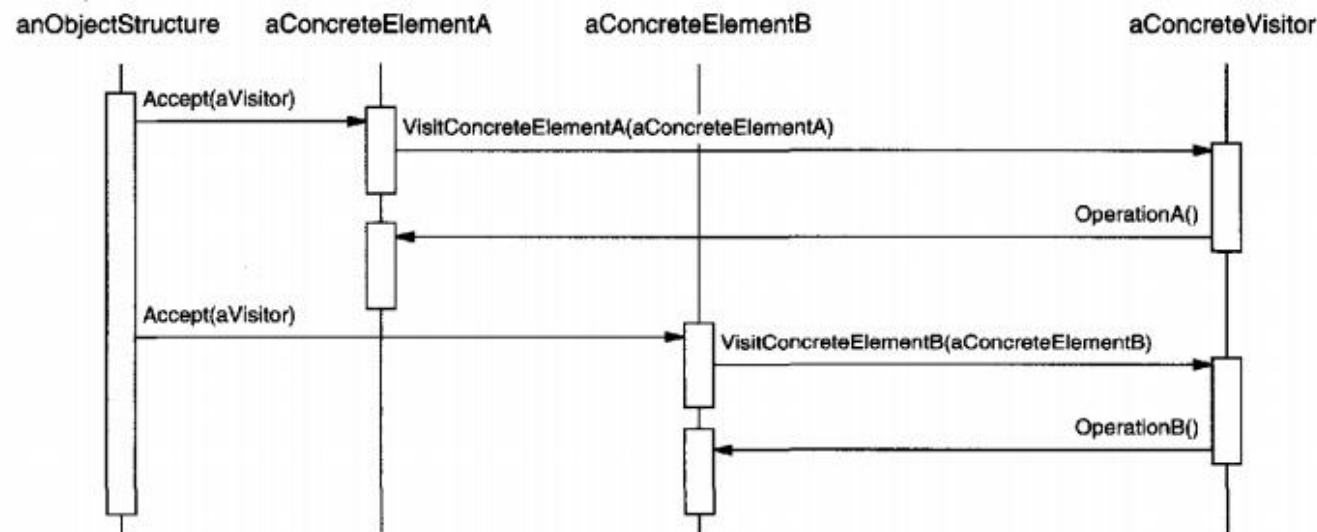 anObjectStructure aConcreteElementA aConcreteElementB aConcreteVisitor
Accept(aVisitor)
VisitConcreteElementA(aConcreteElementA)
OperationA()
Accept(aVisitor)
VisitConcreteElementB(aConcreteElementB)
OperationB()